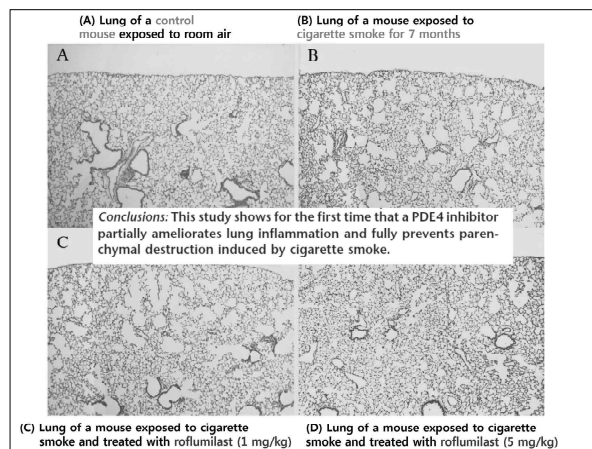 (A) Lung of a control
mouse exposed to room air
(B) Lung of a mouse exposed to
cigarette smoke for 7 months
A
B
Conclusions: This study shows for the first time that a PDE4 inhibitor
partially ameliorates lung inflammation and fully prevents paren-
chymal destruction induced by cigarette smoke.
C
D
(C) Lung of a mouse exposed to cigarette
smoke and treated with roflumilast (1 mg/kg)
(D) Lung of a mouse exposed to cigarette
smoke and treated with roflumilast (5 mg/kg)